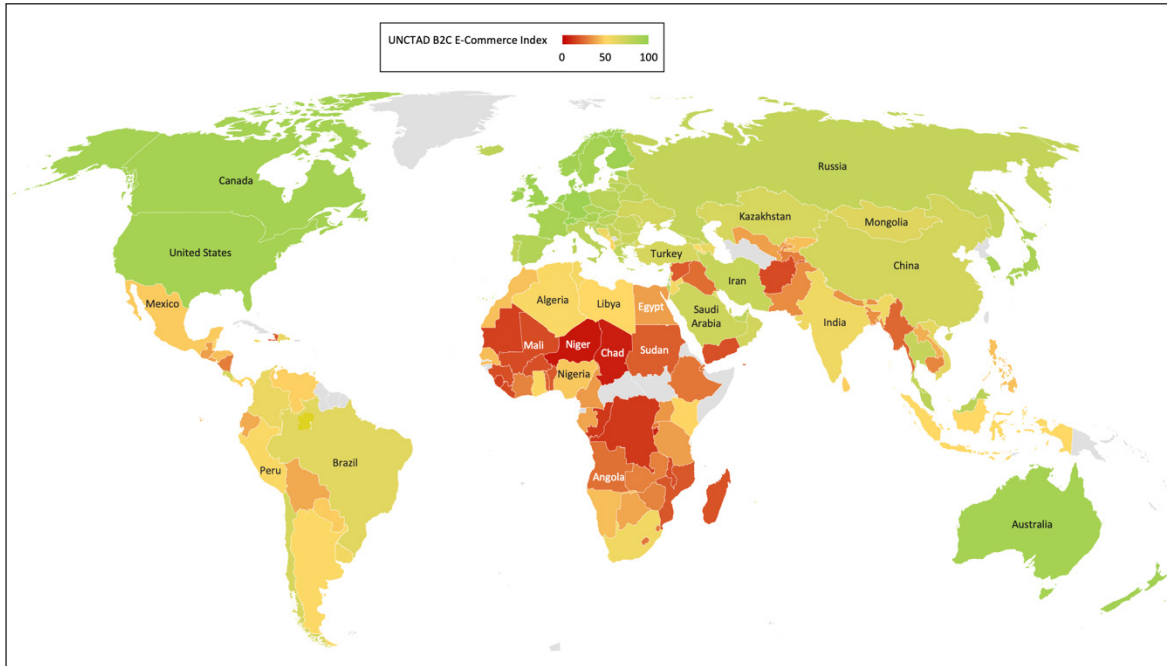 UNCTAD B2C E-Commerce Index
0 50 100
Canada
Russia
Kazakhstan
Mongolia
United States
Turkey
China
Iran
Mexico
Algeria
Libya
Egypt
Saudi
Arabia
India
Mali
Niger
Chad
Sudan
Nigeria
Peru
Brazil
Angola
Australia